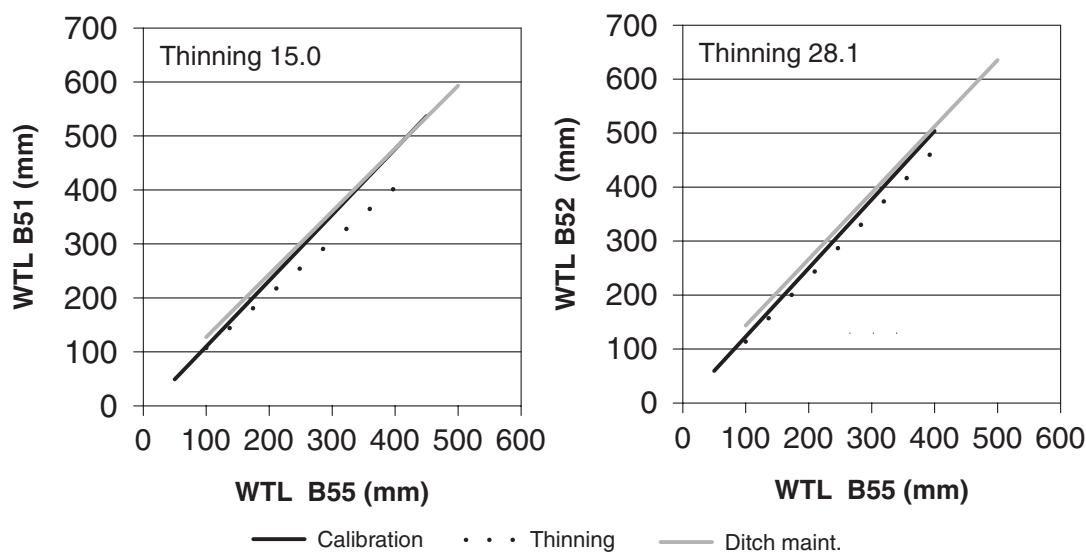 Thinning 15.0
700
600
500
400
300
200
100
0
WTL B51 (mm)
0 100 200 300 400 500 600
WTL B55 (mm)
Thinning 28.1
700
600
500
400
300
200
100
0
WTL B52 (mm)
0 100 200 300 400 500 600
WTL B55 (mm)
Calibration Thinning Ditch maint.